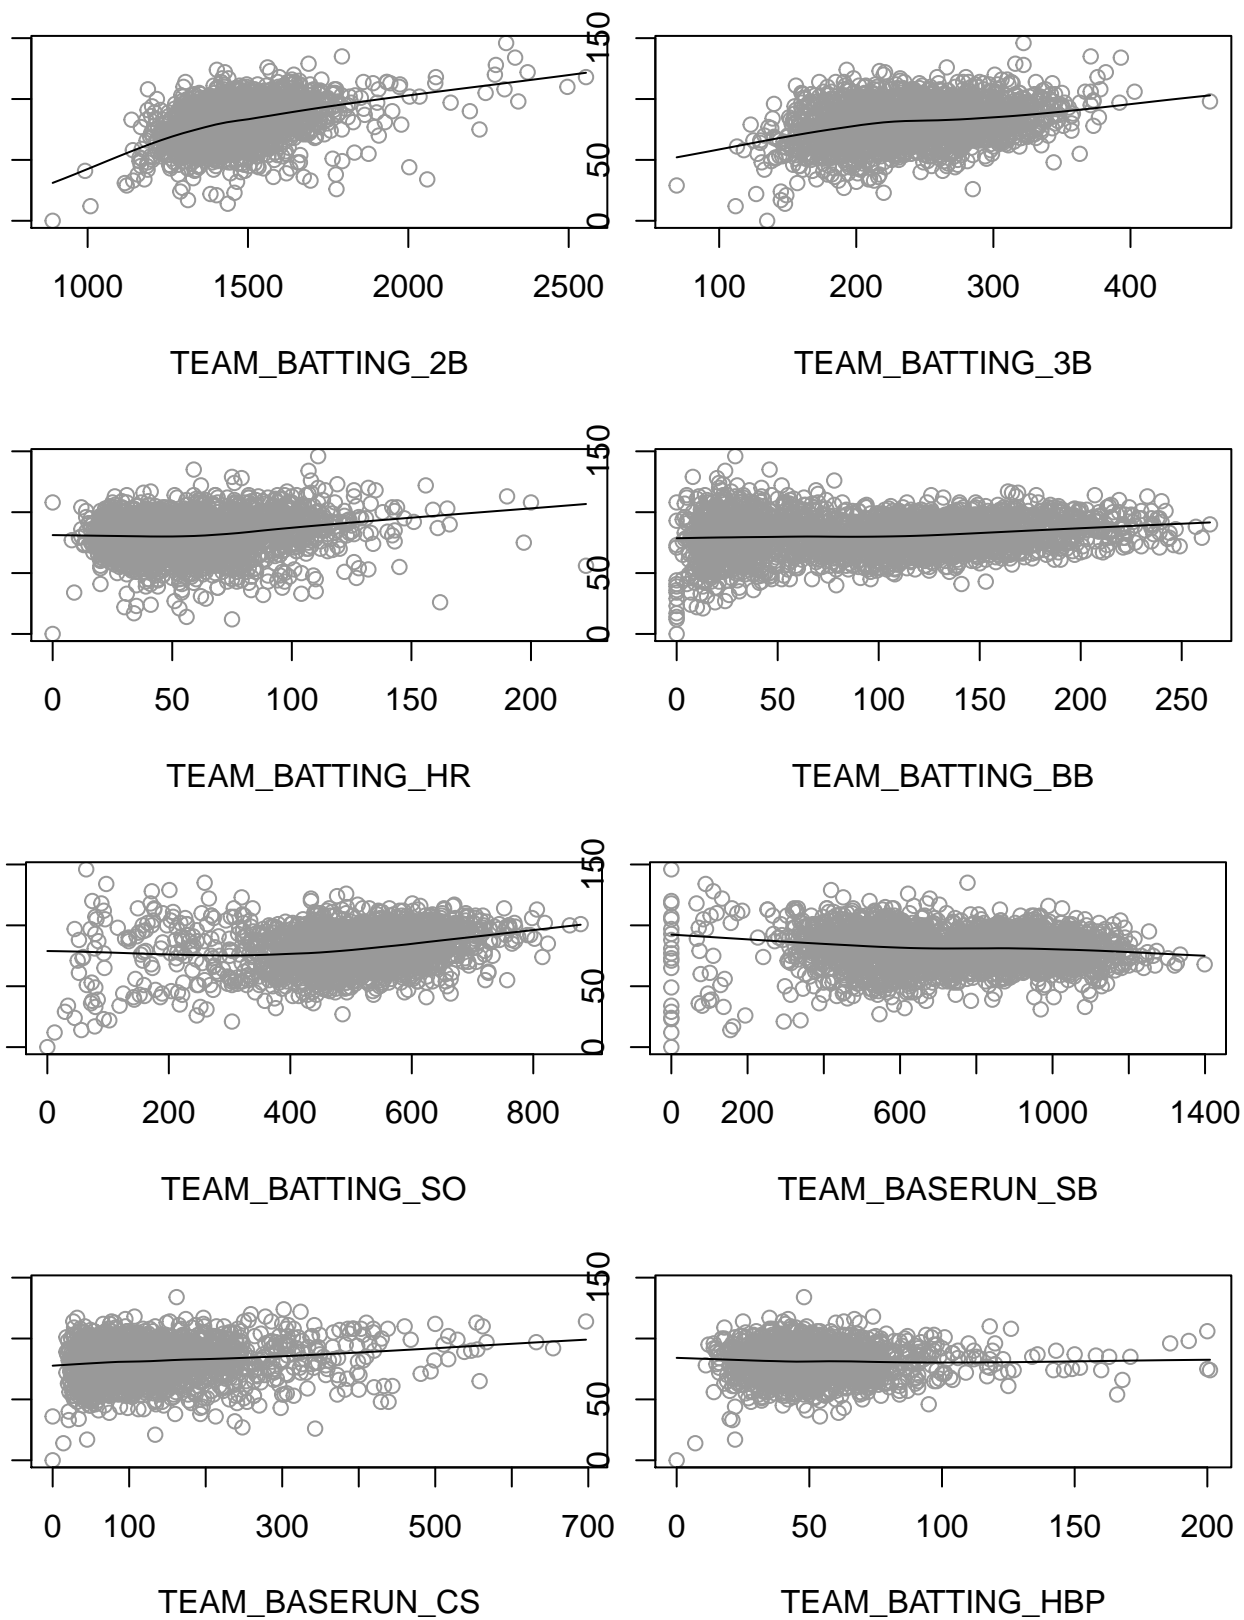 0 50 150
1000 1500 2000 2500
100 200 300 400
TEAM_BATTING_2B
TEAM_BATTING_3B
0 50 150
0 50 100 150 200
0 50 100 150 200 250
TEAM_BATTING_HR
TEAM_BATTING_BB
0 50 150
0 200 400 600 800
0 200 600 1000 1400
TEAM_BATTING_SO
TEAM_BASERUN_SB
0 50 150
0 100 300 500 700
0 50 100 150 200
TEAM_BASERUN_CS
TEAM_BATTING_HBP